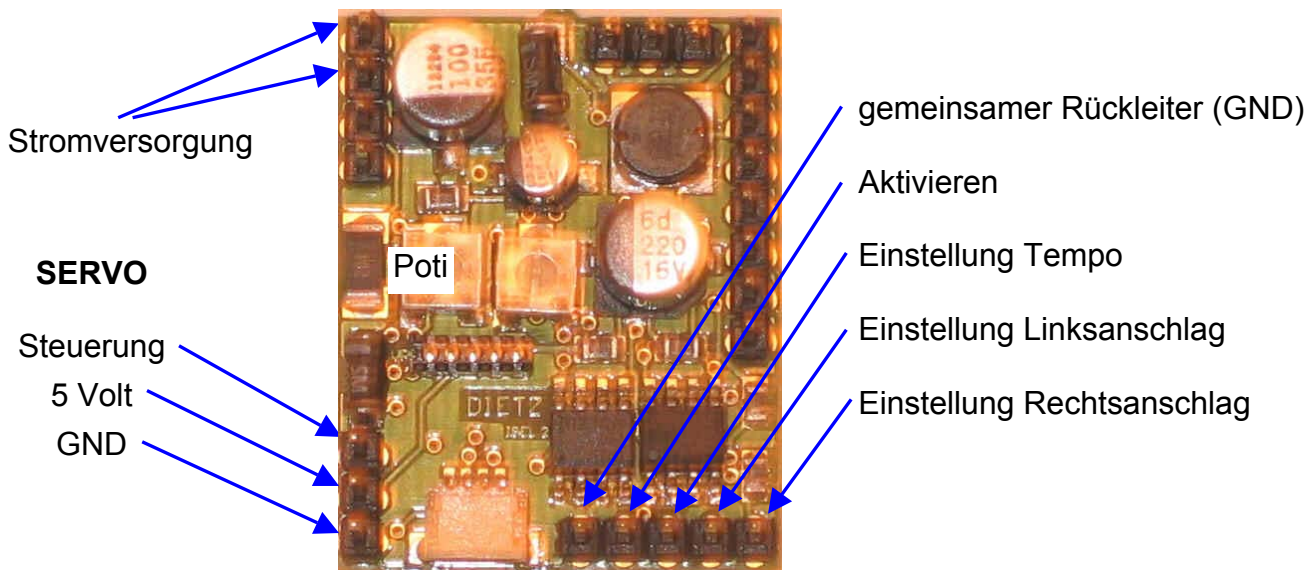 Stromversorgung
SERVO
Steuerung
5 Volt
GND
Poti
100
35
6d
220
16V
DIETZ
gemeinsamer Rückleiter (GND)
Aktivieren
Einstellung Tempo
Einstellung Linksanschlag
Einstellung Rechtsanschlag